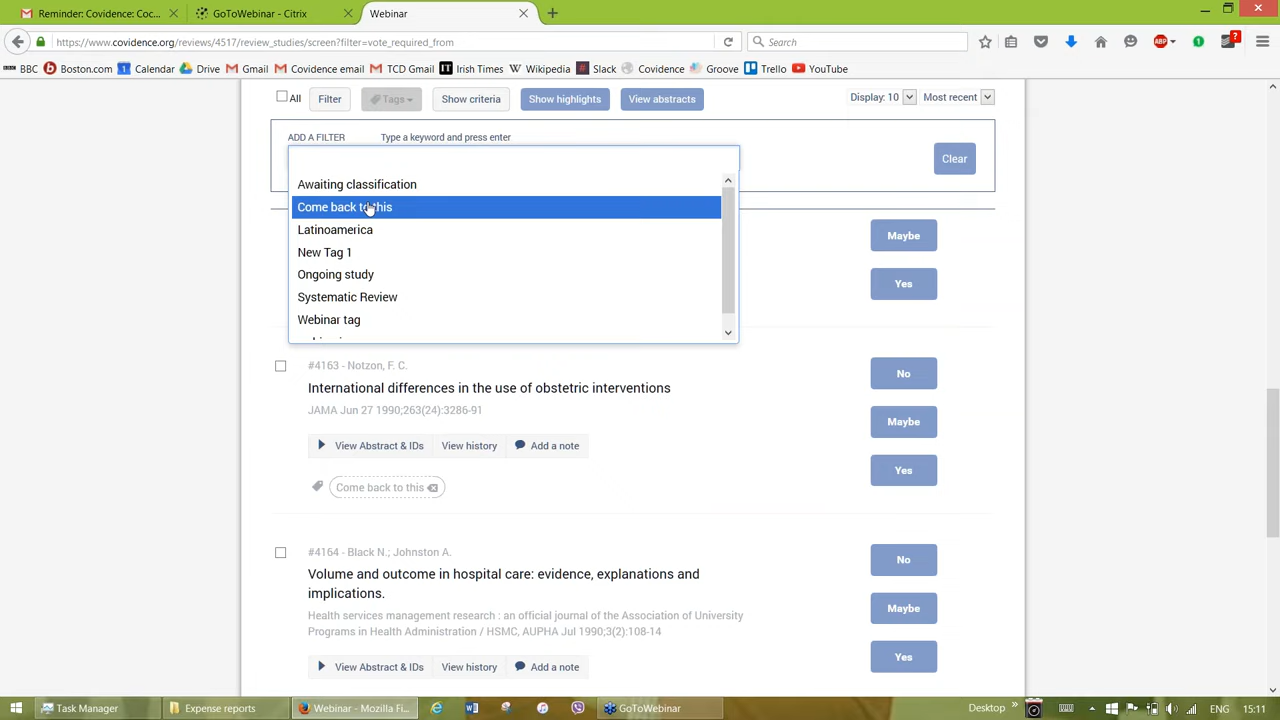 Reminder: Covidence: Coc...
GoToWebinar - Citrix
Webinar
https://www.covidence.org/reviews/4517/review_studies/screen?filter=vote_required_from
Search
BBC Boston.com Calendar Drive Gmail Covidence email TCD Gmail Irish Times Wikipedia Slack Covidence Groove Trello YouTube
All Filter Tags Show criteria Show highlights View abstracts Display: 10 Most recent
ADD A FILTER Type a keyword and press enter
Clear
Awaiting classification
Come back to this
Latinoamerica
New Tag 1
Ongoing study
Systematic Review
Webinar tag
Maybe
Yes
#4163 - Notzon, F. C.
International differences in the use of obstetric interventions
JAMA Jun 27 1990;263(24):3286-91
View Abstract & IDs View history Add a note
Come back to this
No
Maybe
Yes
#4164 - Black N.; Johnston A.
Volume and outcome in hospital care: evidence, explanations and
implications.
Health services management research : an official journal of the Association of University
Programs in Health Administration / HSMC, AUPHA Jul 1990;3(2):108-14
View Abstract & IDs View history Add a note
No
Maybe
Yes
Task Manager Expense reports Webinar - Mozilla Fi... GoToWebinar Desktop ENG 15:11